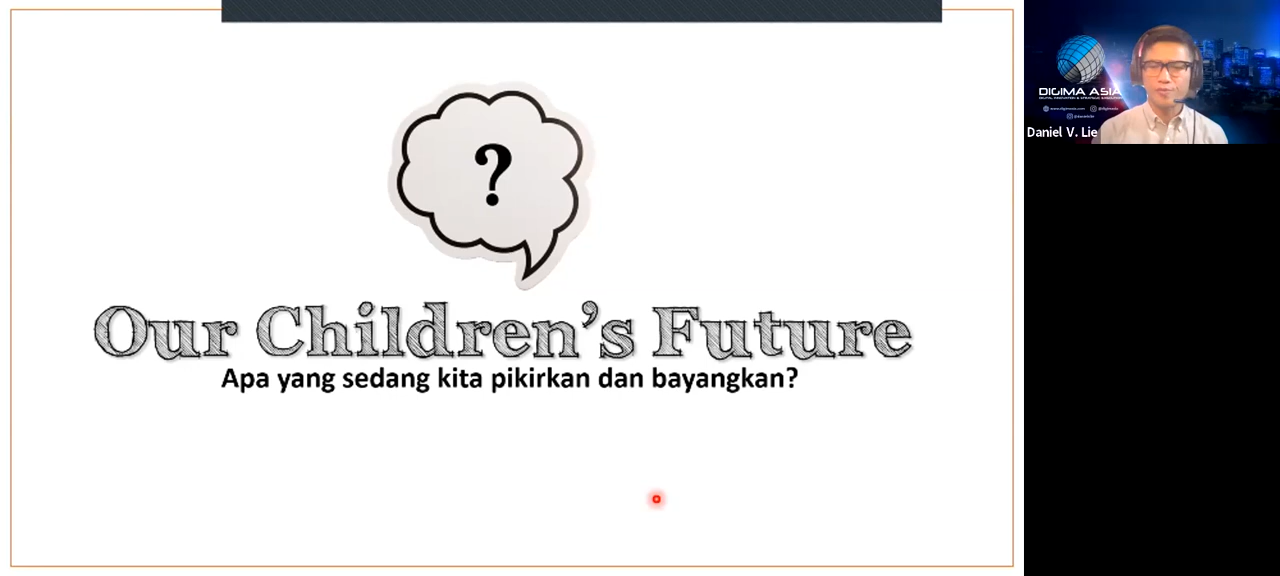 ?
Our Children’s Future
Apa yang sedang kita pikirkan dan bayangkan?
DIGIMA ASIA
Daniel V. Lie